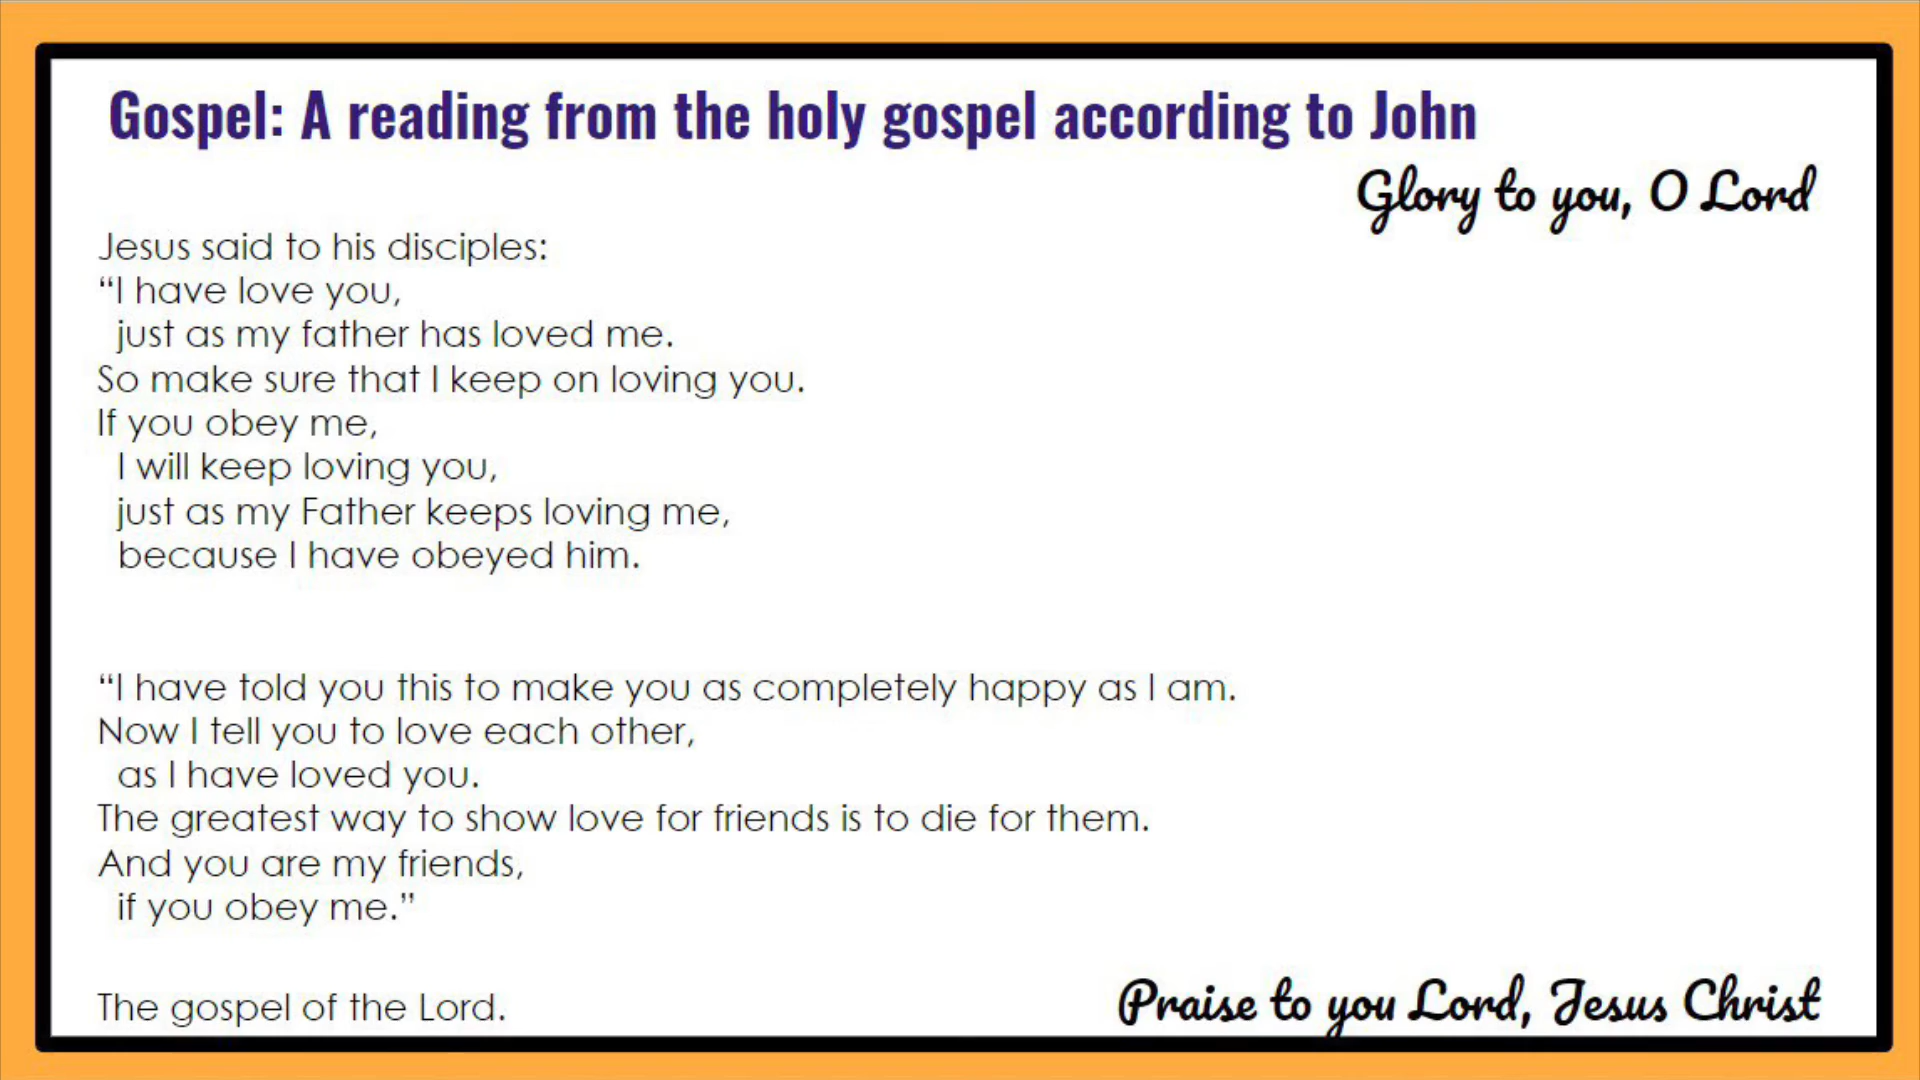 Gospel: A reading from the holy gospel according to John
Glory to you, O Lord
Jesus said to his disciples:
“I have love you,
just as my father has loved me.
So make sure that I keep on loving you.
If you obey me,
I will keep loving you,
just as my Father keeps loving me,
because I have obeyed him.
“I have told you this to make you as completely happy as I am.
Now I tell you to love each other,
as I have loved you.
The greatest way to show love for friends is to die for them.
And you are my friends,
if you obey me.”
The gospel of the Lord.
Praise to you Lord, Jesus Christ